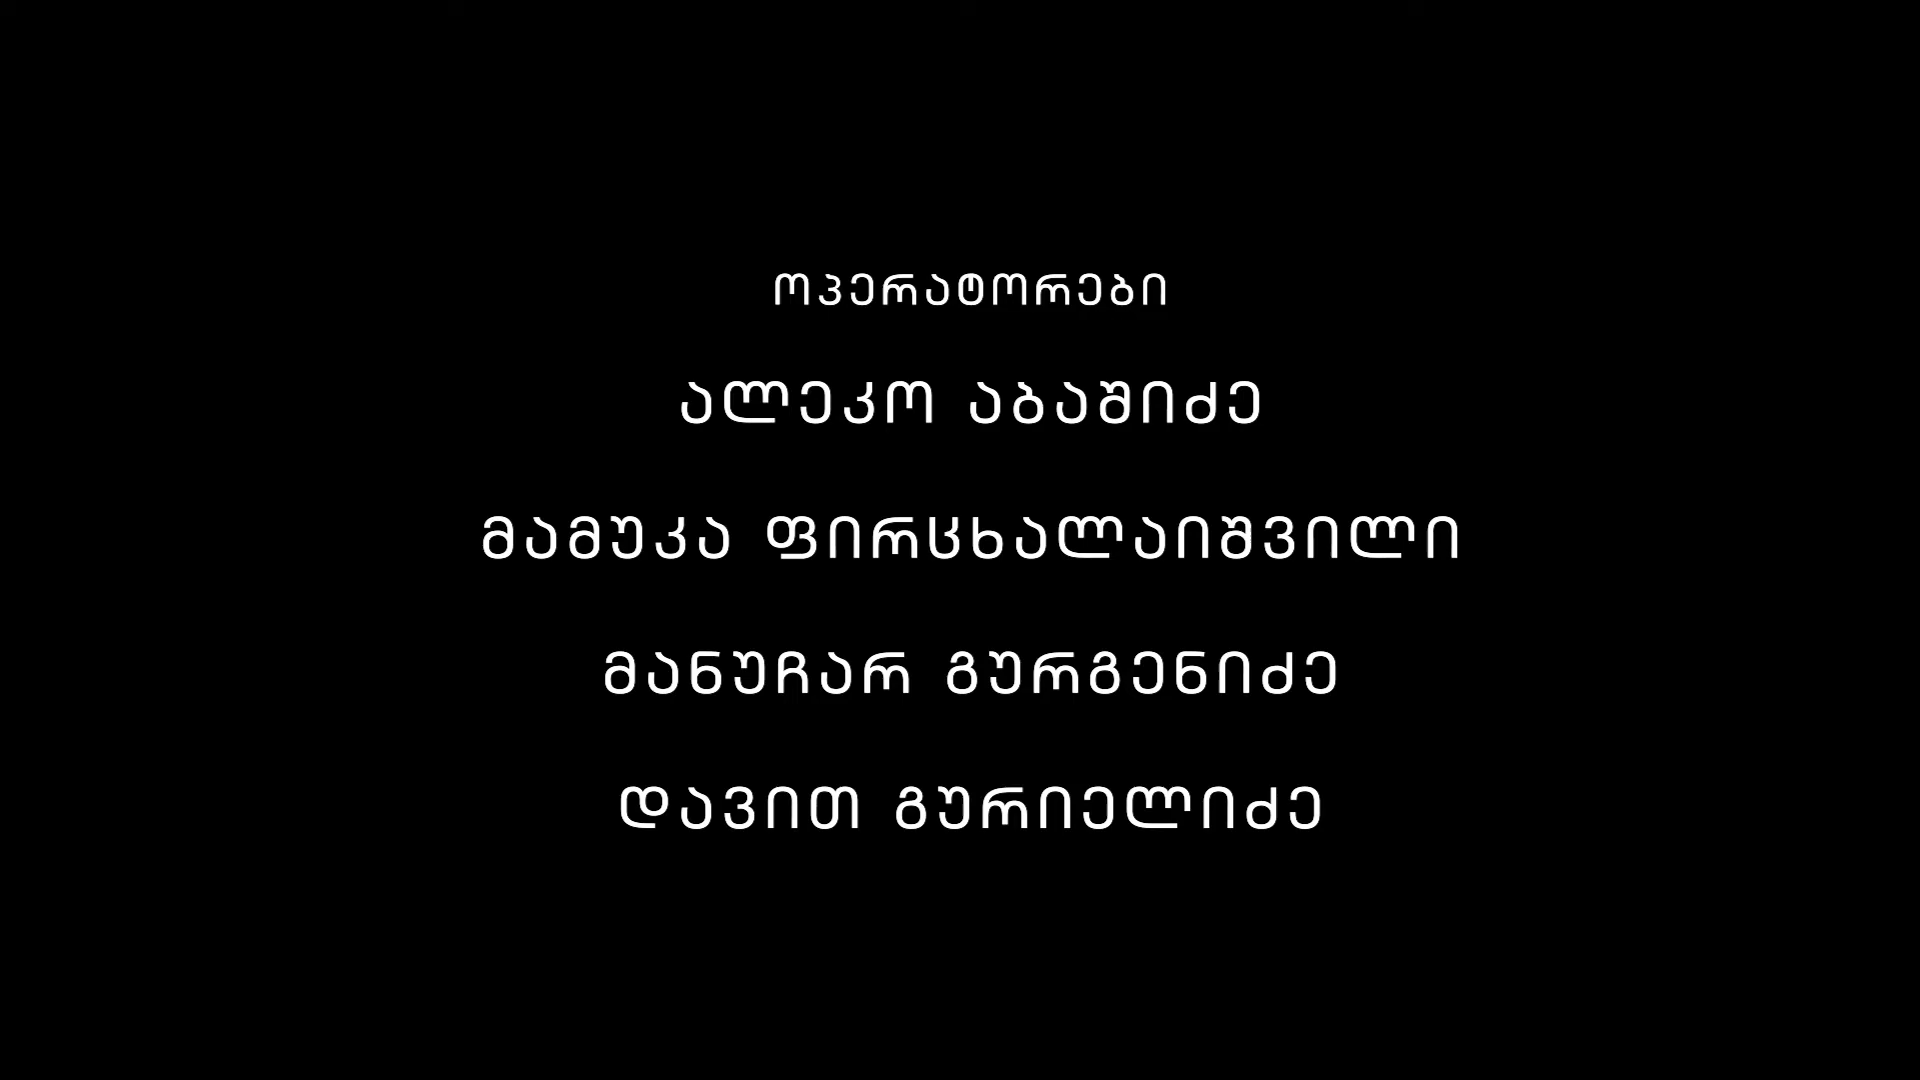 ოპერატორები
ალეკო აბაშიძე
მამუკა ფირცხალაიშვილი
მანუჩარ გურგენიძე
დავით გურიელიძე